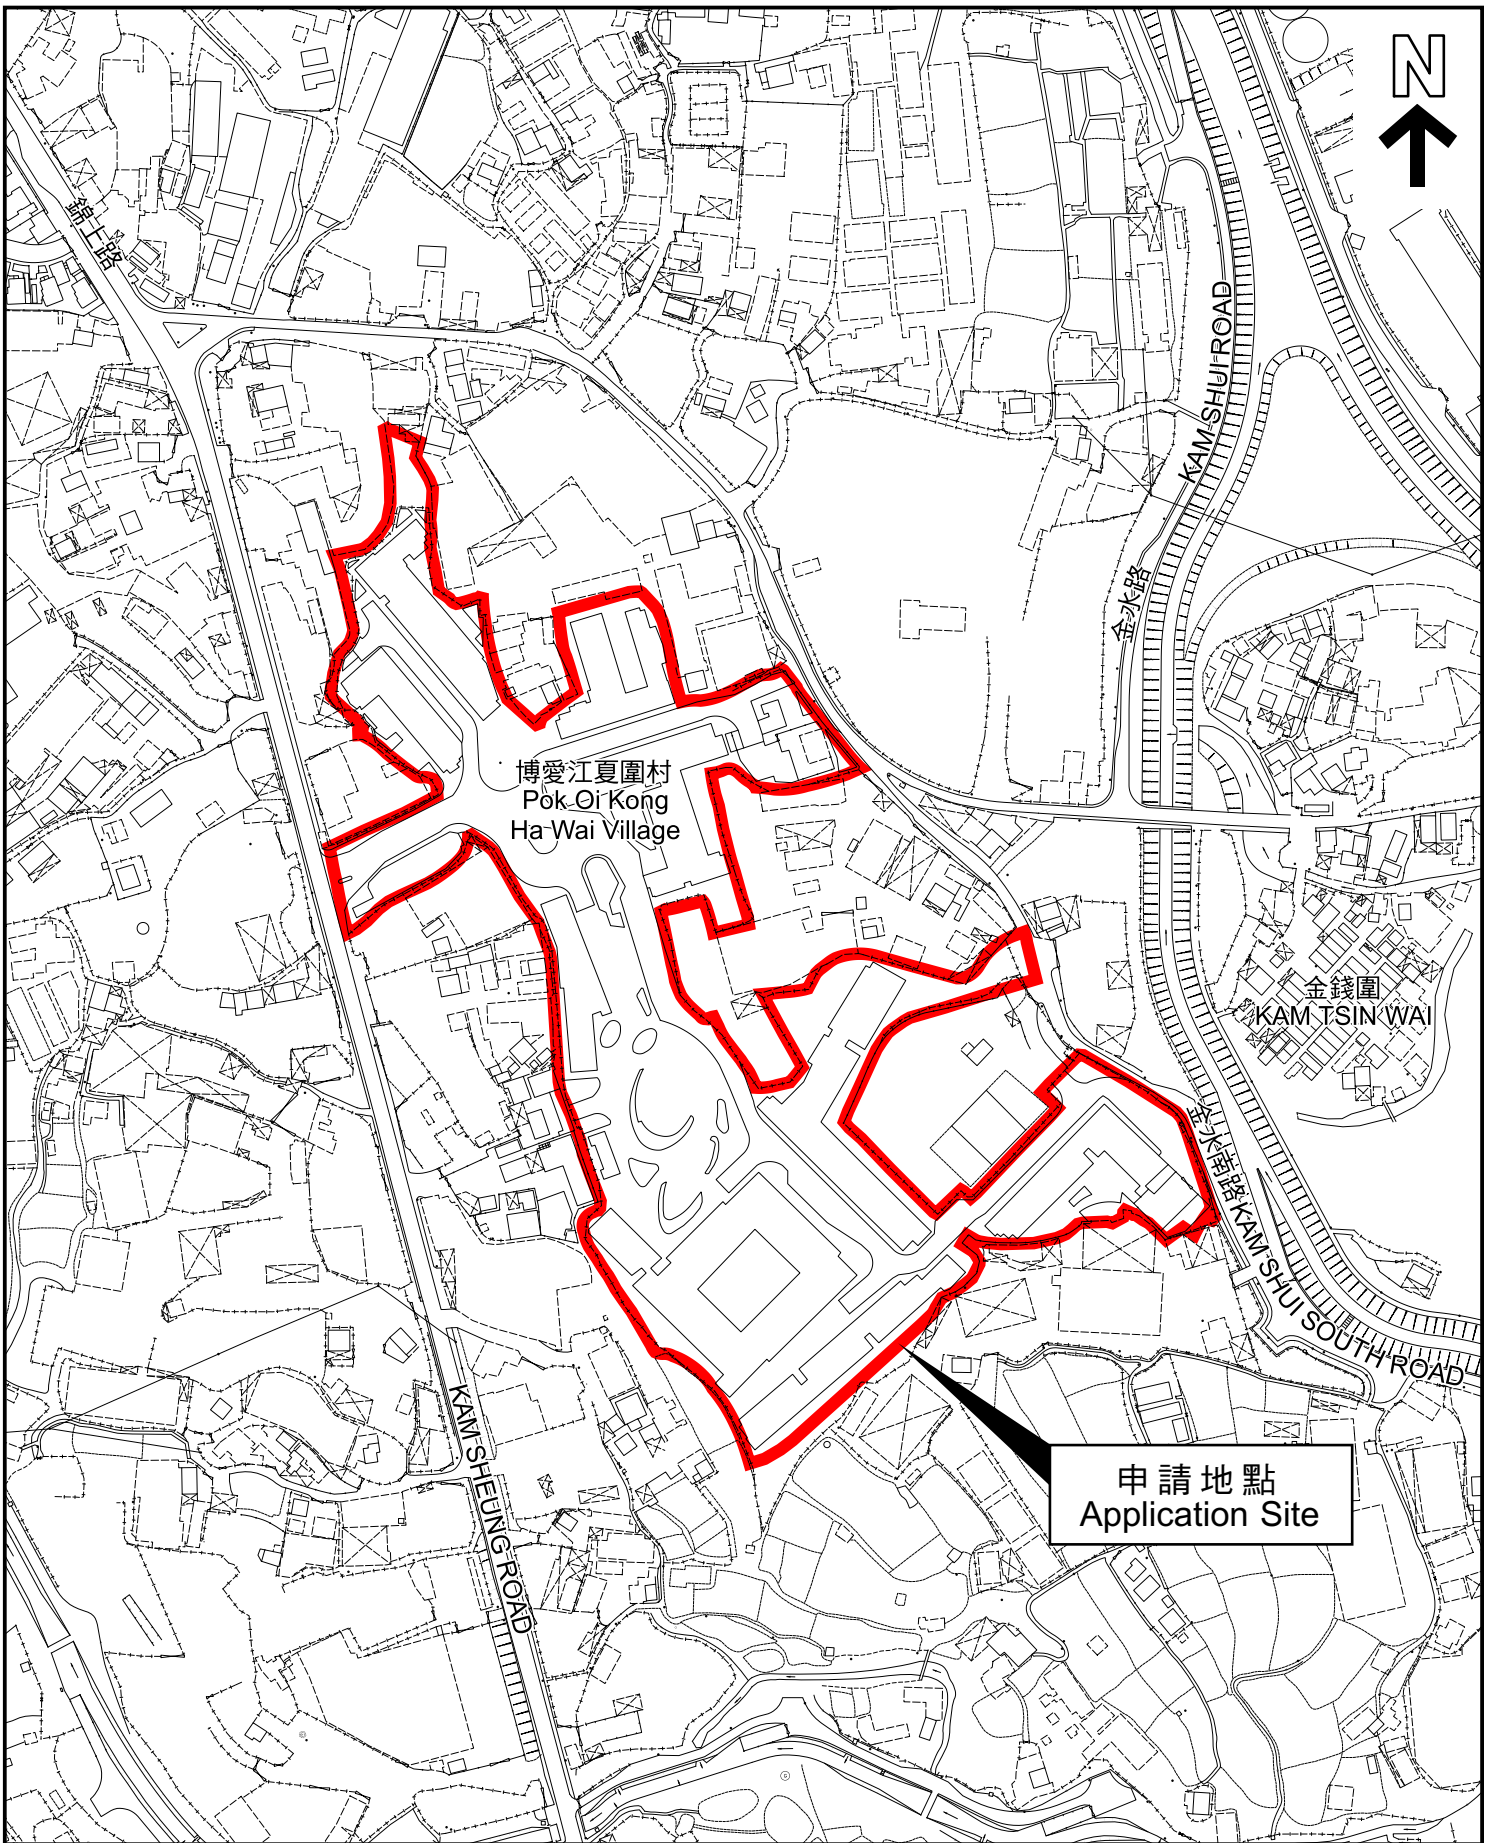 N
錦上路
KAM SHUI ROAD
金水路
博愛江夏圍村
Pok Oi Kong
Ha Wai Village
金錢圍
KAM TSIN WAI
金水南路 KAM SHUI SOUTH ROAD
KAM SHEUNG ROAD
申請地點
Application Site